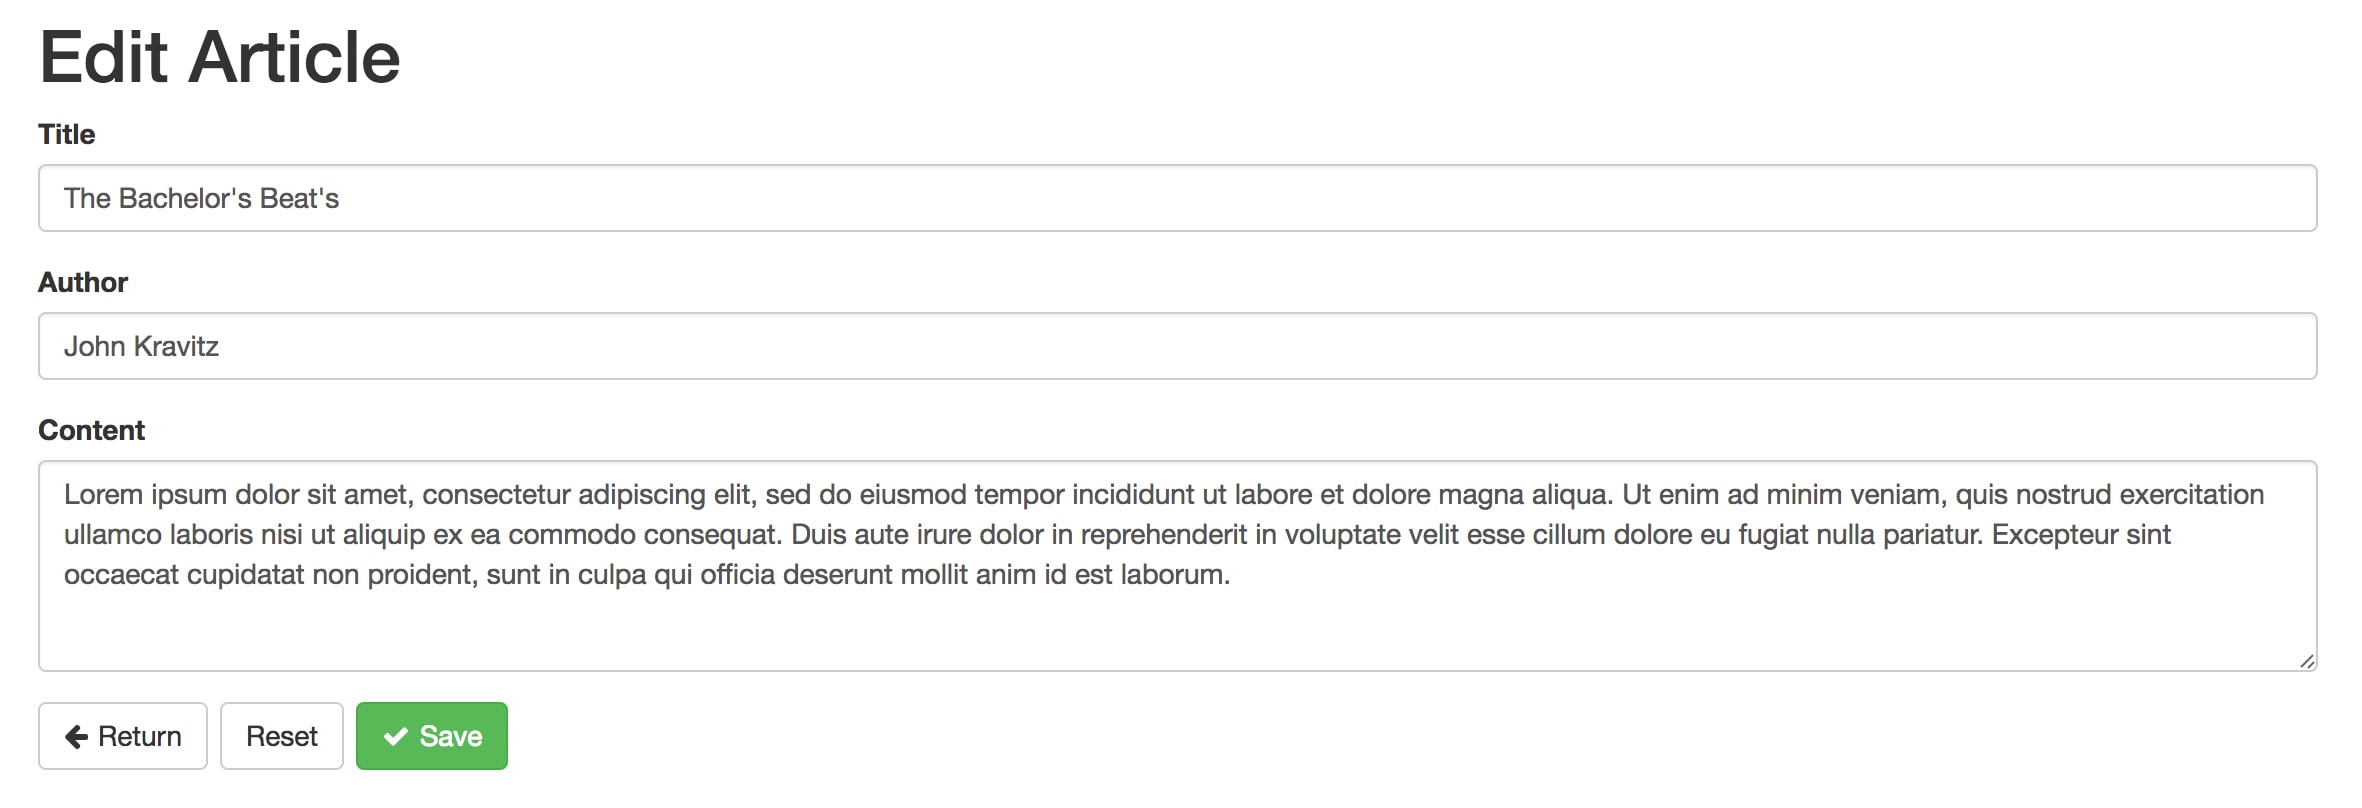 Edit Article
Title
The Bachelor's Beat's
Author
John Kravitz
Content
Lorem ipsum dolor sit amet, consectetur adipiscing elit, sed do eiusmod tempor incididunt ut labore et dolore magna aliqua. Ut enim ad minim veniam, quis nostrud exercitation
ullamco laboris nisi ut aliquip ex ea commodo consequat. Duis aute irure dolor in reprehenderit in voluptate velit esse cillum dolore eu fugiat nulla pariatur. Excepteur sint
occaecat cupidatat non proident, sunt in culpa qui officia deserunt mollit anim id est laborum.
Return Reset Save